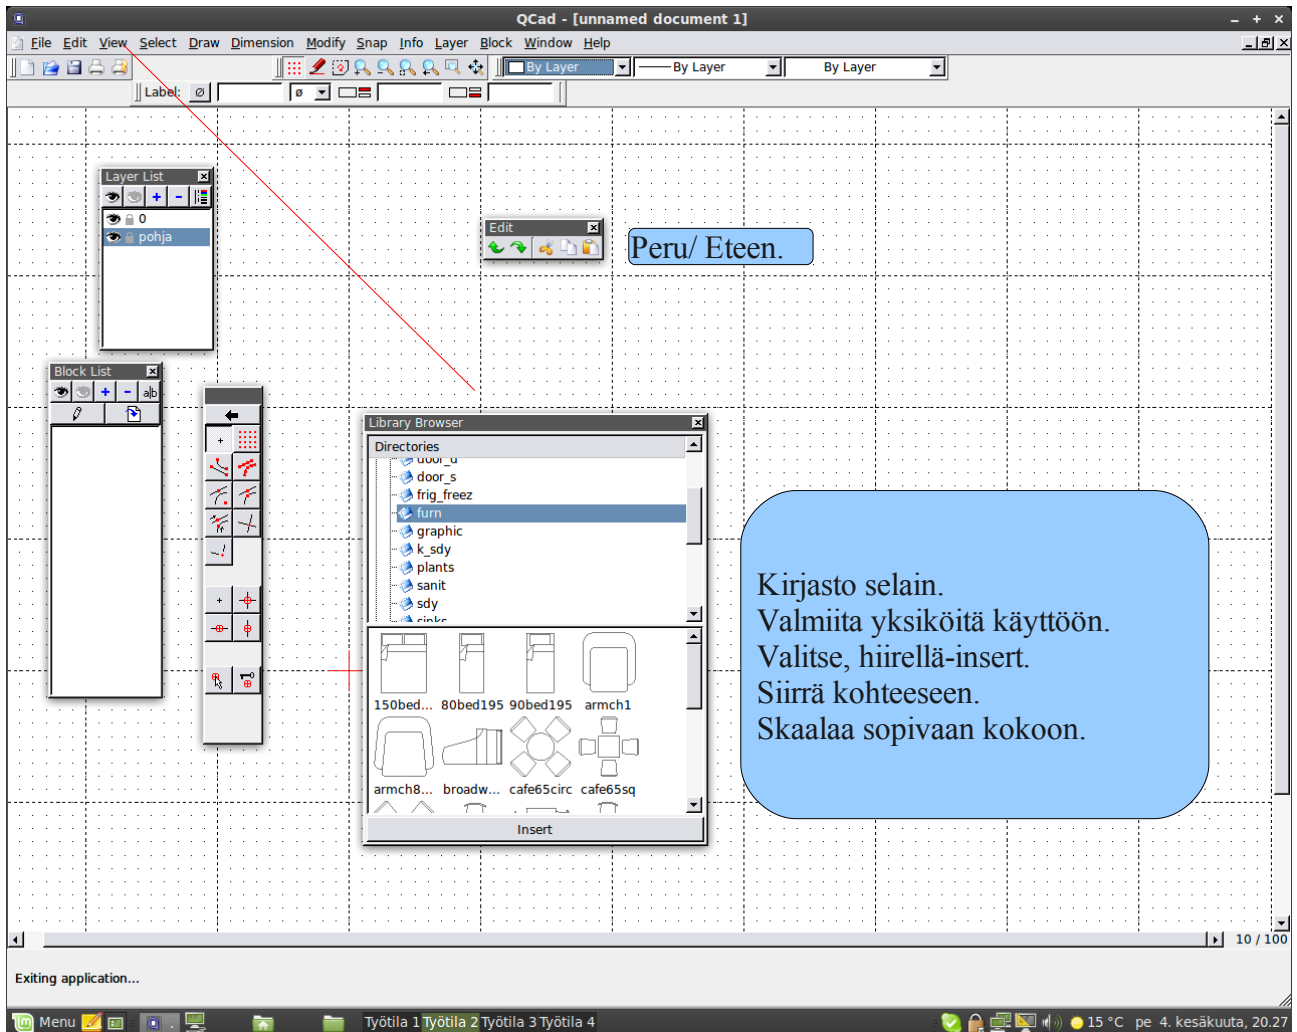 QCad - [unnamed document 1]
File Edit View Select Draw Dimension Modify Snap Info Layer Block Window Help
By Layer By Layer By Layer
Label: ø ø
Layer List
0
pohja
Edit
Peru/ Eteen.
Block List
a|b
Library Browser
Directories
door_d
door_s
frig_freez
furn
graphic
k_sdy
plants
sanit
sdy
sinks
150bed... 80bed195 90bed195 armch1
armch8... broadw... cafe65circ cafe65sq
Insert
Kirjasto selain.
Valmiita yksiköitä käyttöön.
Valitse, hiirellä-insert.
Siirrä kohteeseen.
Skaalaa sopivaan kokoon.
10 / 100
Exiting application...
Menu . Työtila 1 Työtila 2 Työtila 3 Työtila 4 15 °C pe 4. kesäkuuta, 20.27